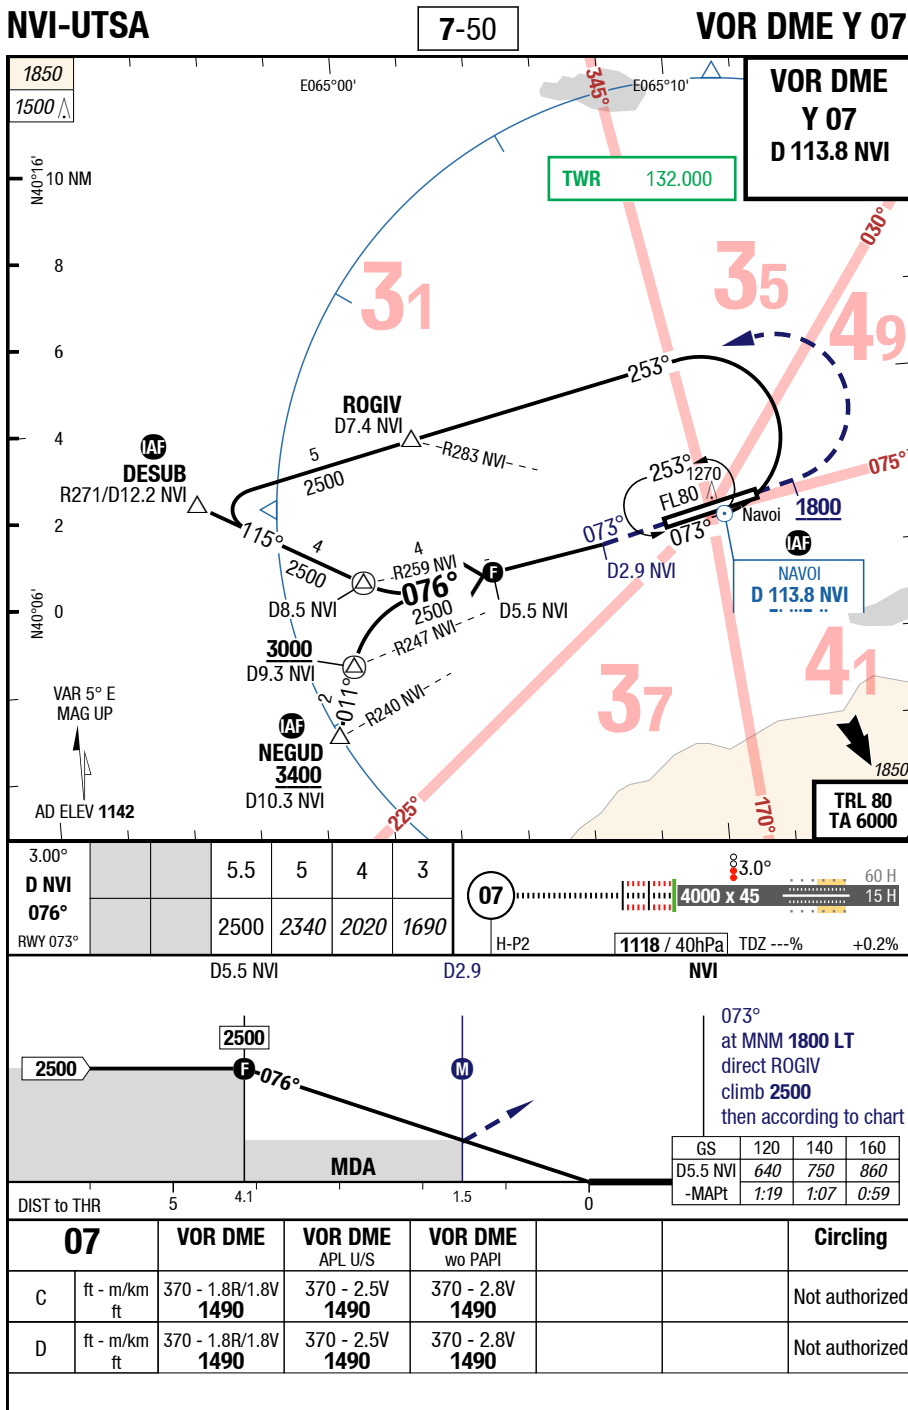 NVI-UTSA
7-50
VOR DME Y 07
1850
1500
E065°00'
E065°10'
345°
VOR DME
Y 07
D 113.8 NVI
N40°16'
10 NM
TWR 132.000
030°
8
31
35
49
6
253°
ROGIV
D7.4 NVI
4
IAF
DESUB
R271/D12.2 NVI
5
2500
R283 NVI
253°
1270
FL80
075°
2
115°
4
2500
073°
073°
Navoi
1800
4
R259 NVI
076°
2500
F
D2.9 NVI
IAF
NAVOI
D 113.8 NVI
D8.5 NVI
D5.5 NVI
N40°06'
0
R247 NVI
3000
D9.3 NVI
2
011°
R240 NVI
37
41
VAR 5° E
MAG UP
IAF
NEGUD
3400
D10.3 NVI
1850
AD ELEV 1142
225°
170°
TRL 80
TA 6000
3.00°
D NVI
076°
RWY 073°
5.5 5 4 3
2500 2340 2020 1690
07
3.0°
60 H
4000 x 45
15 H
H-P2
1118 / 40hPa
TDZ ---%
+0.2%
D5.5 NVI
D2.9
NVI
2500
2500
F
076°
M
073°
at MNM 1800 LT
direct ROGIV
climb 2500
then according to chart
MDA
GS 120 140 160
D5.5 NVI 640 750 860
-MAPt 1:19 1:07 0:59
DIST to THR
5
4.1
1.5
0
07
VOR DME
VOR DME
APL U/S
VOR DME
wo PAPI
Circling
C
ft - m/km
ft
370 - 1.8R/1.8V
1490
370 - 2.5V
1490
370 - 2.8V
1490
Not authorized
D
ft - m/km
ft
370 - 1.8R/1.8V
1490
370 - 2.5V
1490
370 - 2.8V
1490
Not authorized